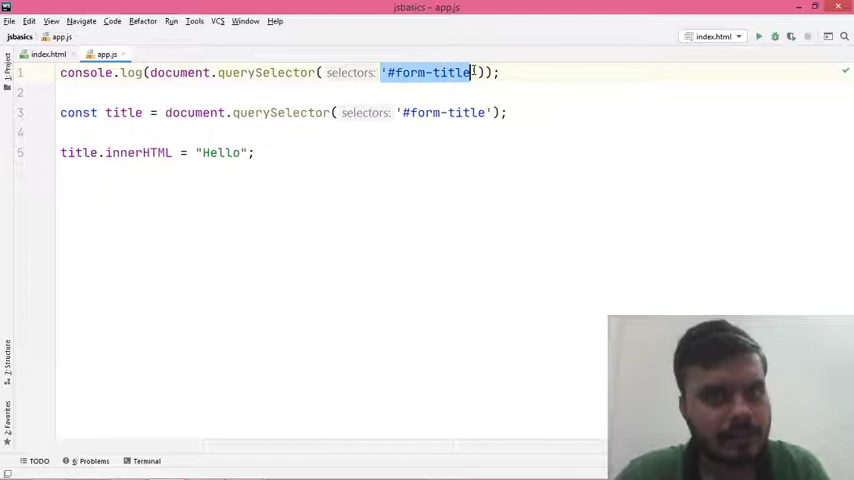 jsbasics – app.js
File Edit View Navigate Code Refactor Run Tools VCS Window Help
jsbasics app.js index.html
index.html app.js
1: Project
1 console.log(document.querySelector( selectors: '#form-title'));
2
3 const title = document.querySelector( selectors: '#form-title');
4
5 title.innerHTML = "Hello";
7: Structure
2: Favorites
TODO 6: Problems Terminal